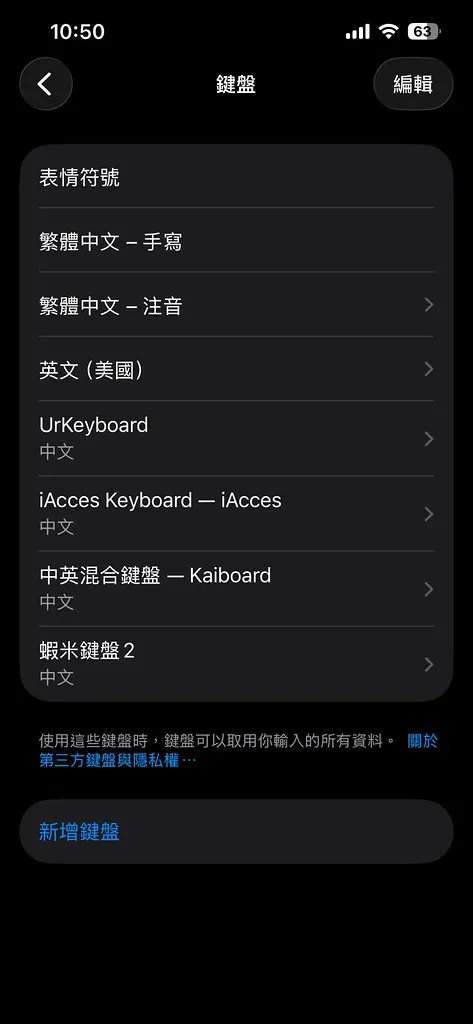 10:50
63
鍵盤
編輯
表情符號
繁體中文 – 手寫
繁體中文 – 注音
英文 (美國)
UrKeyboard
中文
iAcces Keyboard — iAcces
中文
中英混合鍵盤 — Kaiboard
中文
蝦米鍵盤 2
中文
使用這些鍵盤時，鍵盤可以取用你輸入的所有資料。 關於
第三方鍵盤與隱私權⋯
新增鍵盤